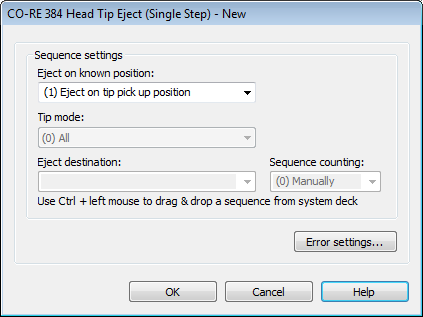 CO-RE 384 Head Tip Eject (Single Step) - New
Sequence settings
Eject on known position:
(1) Eject on tip pick up position
Tip mode:
(0) All
Eject destination: Sequence counting:
(0) Manually
Use Ctrl + left mouse to drag & drop a sequence from system deck
Error settings...
OK Cancel Help